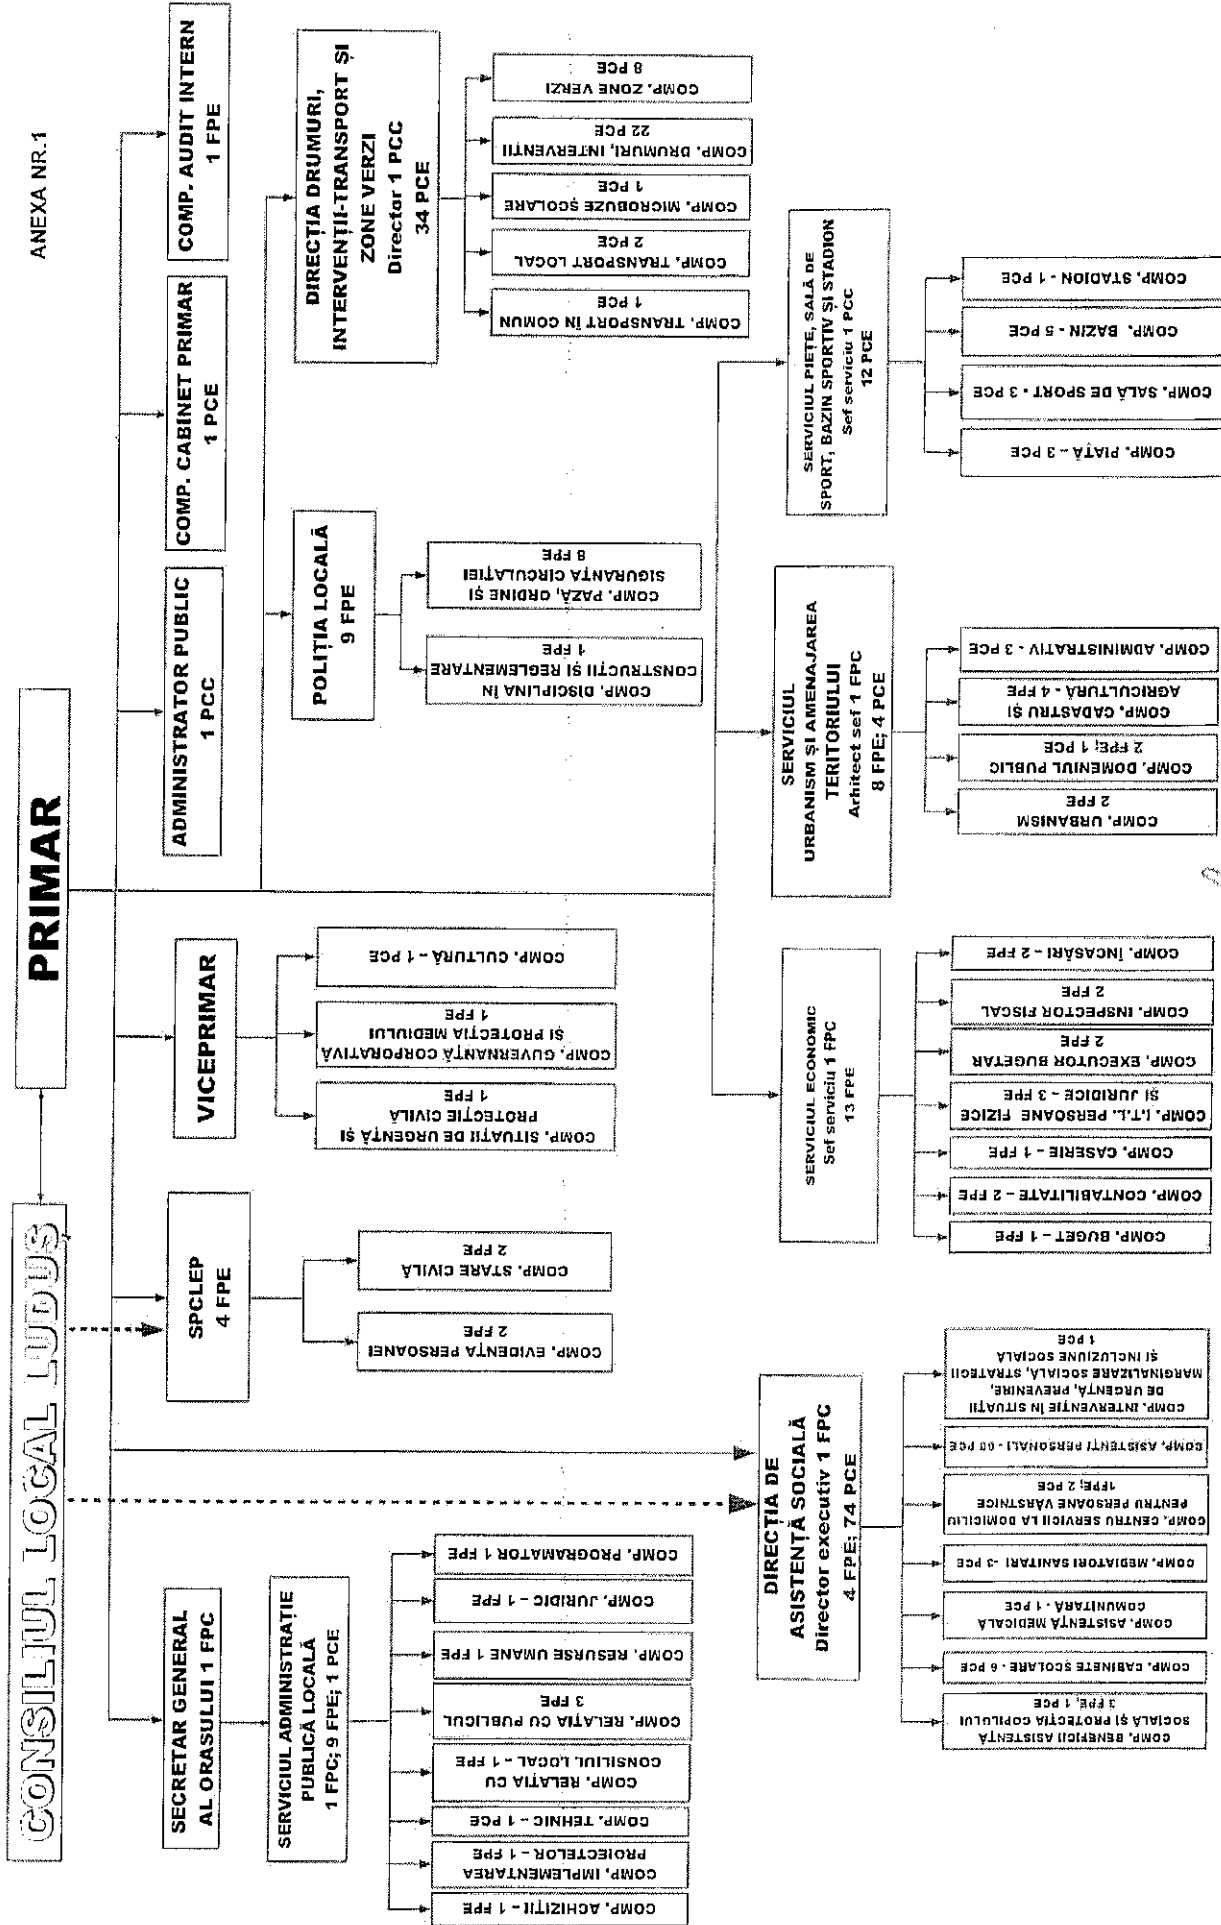 ANEXA NR.1
CONSILIUL LOCAL LUDUȘ
PRIMAR
SECRETAR GENERAL
AL ORASULUI 1 FPC
SPCLEP
4 FPE
VICEPRIMAR
ADMINISTRATOR PUBLIC
1 PCC
COMP. CABINET PRIMAR
1 PCE
COMP. AUDIT INTERN
1 FPE
SERVICIUL ADMINISTRAȚIE
PUBLICĂ LOCALĂ
1 FPC; 9 FPE; 1 PCE
COMP. ACHIZIȚII – 1 FPE
COMP. IMPLEMENTAREA
PROIECTELOR – 1 FPE
COMP. TEHNIC – 1 PCE
COMP. RELAȚIA CU
CONSILIUL LOCAL – 1 FPE
COMP. RELAȚIA CU PUBLICUL
3 FPE
COMP. RESURSE UMANE 1 FPE
COMP. JURIDIC – 1 FPE
COMP. PROGRAMATOR 1 FPE
COMP. EVIDENȚA PERSOANEI
2 FPE
COMP. STARE CIVILĂ
2 FPE
COMP. SITUAȚII DE URGENȚĂ ȘI
PROTECȚIE CIVILĂ
1 FPE
COMP. GUVERNANȚĂ CORPORATIVĂ
ȘI PROTECȚIA MEDIULUI
1 FPE
COMP. CULTURĂ – 1 PCE
POLIȚIA LOCALĂ
9 FPE
COMP. DISCIPLINA ÎN
CONSTRUCȚII ȘI REGLEMENTARE
1 FPE
COMP. PAZĂ, ORDINE ȘI
SIGURANȚA CIRCULAȚIEI
8 FPE
DIRECȚIA DRUMURI,
INTERVENȚII-TRANSPORT ȘI
ZONE VERZI
Director 1 PCC
34 PCE
COMP. TRANSPORT ÎN COMUN
1 PCE
COMP. TRANSPORT LOCAL
2 PCE
COMP. MICROBUZE ȘCOLARE
1 PCE
COMP. DRUMURI, INTERVENȚII
22 PCE
COMP. ZONE VERZI
8 PCE
DIRECȚIA DE
ASISTENȚĂ SOCIALĂ
Director executiv 1 FPC
4 FPE; 74 PCE
COMP. BENEFICII ASISTENȚĂ
SOCIALĂ ȘI PROTECȚIA COPILULUI
3 FPE, 1 PCE
COMP. CABINETE ȘCOLARE - 6 PCE
COMP. ASISTENȚĂ MEDICALĂ
COMUNITARĂ - 1 PCE
COMP. MEDIATORI SANITARI -3 PCE
COMP. CENTRU SERVICII LA DOMICILIU
PENTRU PERSOANE VÂRSTNICE
1FPE; 2 PCE
COMP. ASISTENȚI PERSONALI - 60 PCE
COMP. INTERVENȚIE ÎN SITUAȚII
DE URGENȚĂ, PREVENIRE,
MARGINALIZARE SOCIALĂ, STRATEGII
ȘI INCLUZIUNE SOCIALĂ
1 PCE
SERVICIUL ECONOMIC
Sef serviciu 1 FPC
13 FPE
COMP. BUGET – 1 FPE
COMP. CONTABILITATE – 2 FPE
COMP. CASERIE – 1 FPE
COMP. I.T.L. PERSOANE FIZICE
ȘI JURIDICE – 3 FPE
COMP. EXECUTOR BUGETAR
2 FPE
COMP. INSPECTOR FISCAL
2 FPE
COMP. ÎNCASĂRI – 2 FPE
SERVICIUL
URBANISM ȘI AMENAJAREA
TERITORIULUI
Arhitect sef 1 FPC
8 FPE; 4 PCE
COMP. URBANISM
2 FPE
COMP. DOMENIUL PUBLIC
2 FPE; 1 PCE
COMP. CADASTRU ȘI
AGRICULTURĂ - 4 FPE
COMP. ADMINISTRATIV - 3 PCE
SERVICIUL PIEȚE, SALĂ DE
SPORT, BAZIN SPORTIV ȘI STADION
Sef serviciu 1 PCC
12 PCE
COMP. PIAȚĂ – 3 PCE
COMP. SALĂ DE SPORT - 3 PCE
COMP. BAZIN - 5 PCE
COMP. STADION - 1 PCE